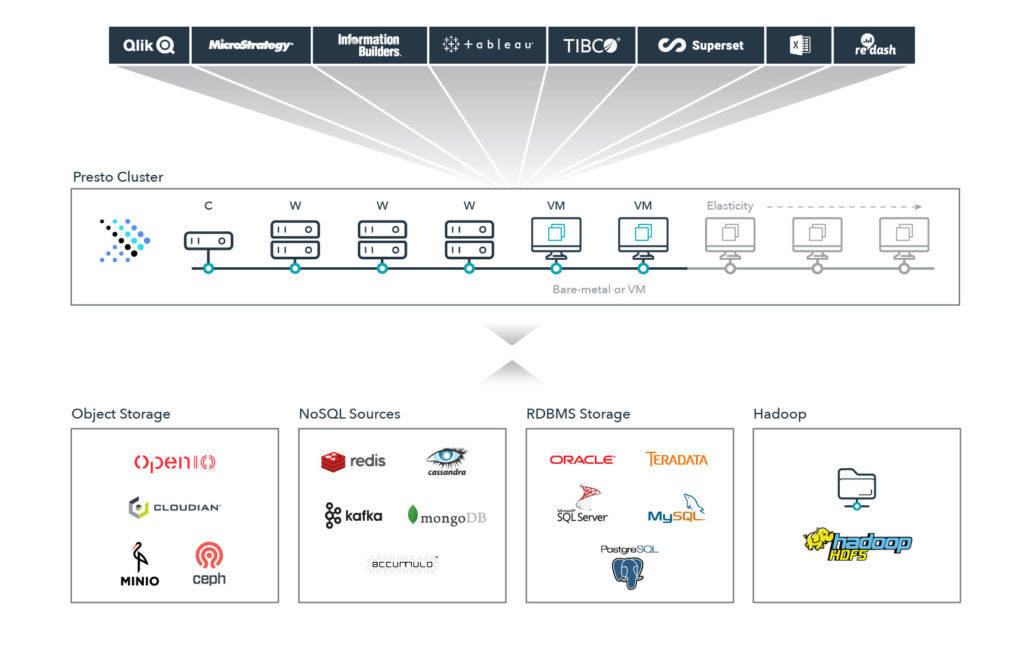 Qlik
MicroStrategy
Information
Builders.
+ableau
TIBCO
Superset
X
re:dash
Presto Cluster
C
W
W
W
VM
VM
Elasticity
Bare-metal or VM
Object Storage
NoSQL Sources
RDBMS Storage
Hadoop
OpenIO
CLOUDIAN
MINIO
ceph
redis
cassandra
kafka
mongoDB
accumulo
ORACLE
TERADATA
Microsoft
SQL Server
MySQL
PostgreSQL
hadoop
HDFS